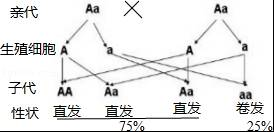 亲代 Aa Aa
生殖细胞 A a A a
子代 AA Aa Aa aa
性状 直发 直发 直发 卷发
75% 25%